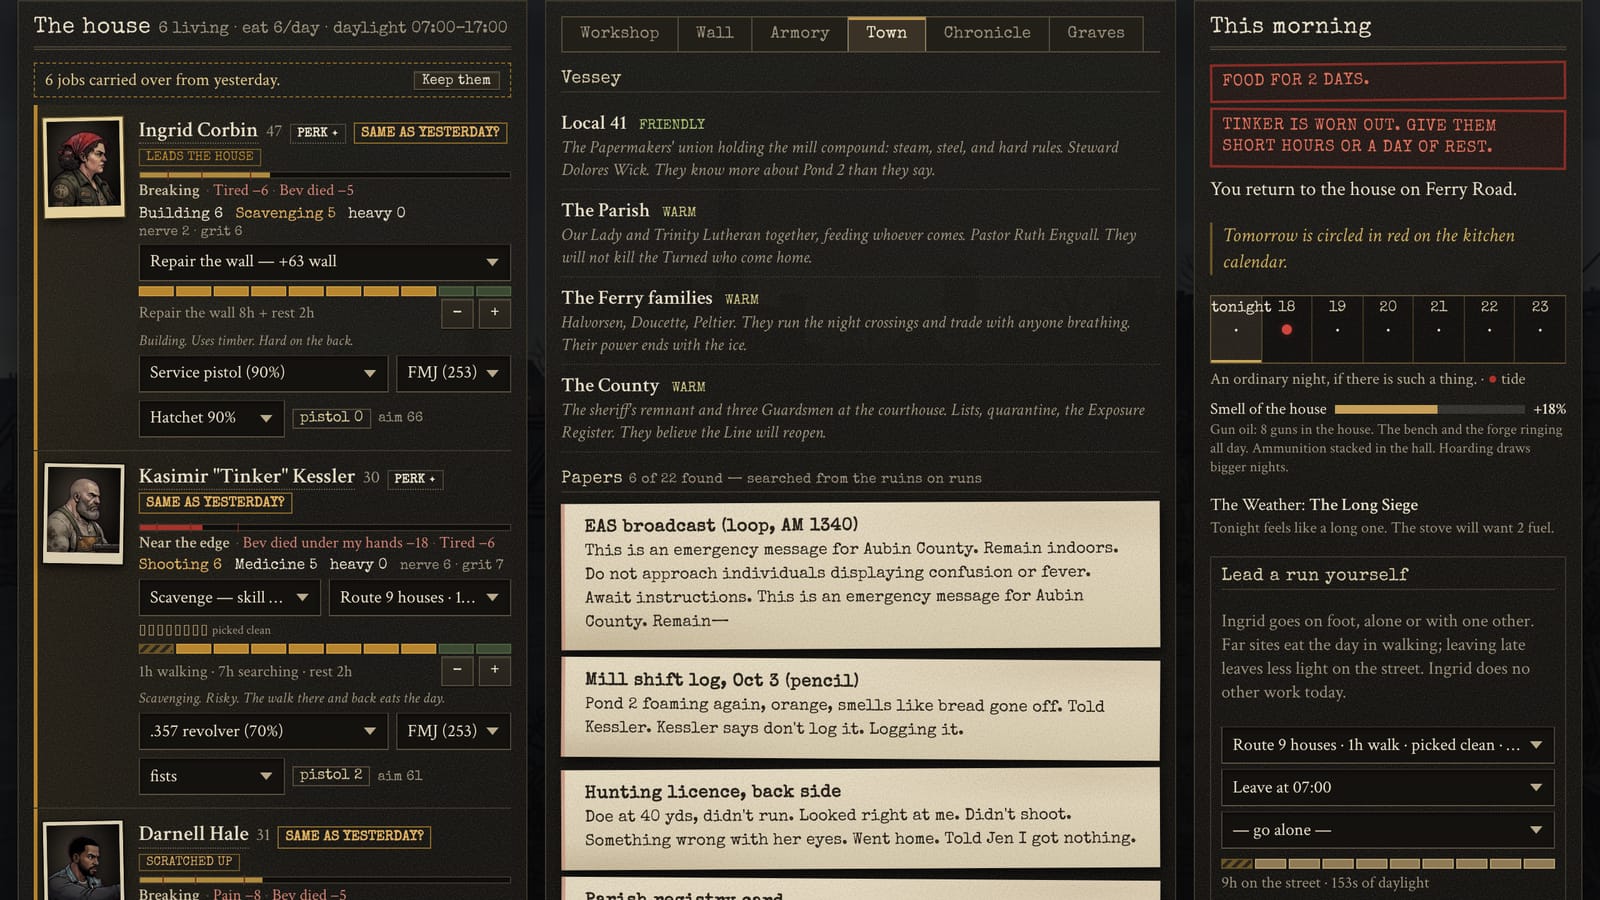 The house 6 living · eat 6/day · daylight 07:00–17:00
6 jobs carried over from yesterday.
Keep them
Ingrid Corbin 47 PERK + SAME AS YESTERDAY?
LEADS THE HOUSE
Breaking · Tired −6 · Bev died −5
Building 6 Scavenging 5 heavy 0
nerve 2 · grit 6
Repair the wall — +63 wall
Repair the wall 8h + rest 2h
− +
Building. Uses timber. Hard on the back.
Service pistol (90%) FMJ (253)
Hatchet 90% pistol 0 aim 66
Kasimir "Tinker" Kessler 30 PERK +
SAME AS YESTERDAY?
Near the edge · Bev died under my hands −18 · Tired −6
Shooting 6 Medicine 5 heavy 0 nerve 6 · grit 7
Scavenge — skill ... Route 9 houses · 1...
picked clean
1h walking · 7h searching · rest 2h
− +
Scavenging. Risky. The walk there and back eats the day.
.357 revolver (70%) FMJ (253)
fists pistol 2 aim 61
Darnell Hale 31 SAME AS YESTERDAY?
SCRATCHED UP
Breaking · Pain −8 · Bev died −5
Workshop Wall Armory Town Chronicle Graves
Vessey
Local 41 FRIENDLY
The Papermakers' union holding the mill compound: steam, steel, and hard rules. Steward
Dolores Wick. They know more about Pond 2 than they say.
The Parish WARM
Our Lady and Trinity Lutheran together, feeding whoever comes. Pastor Ruth Engvall. They
will not kill the Turned who come home.
The Ferry families WARM
Halvorsen, Doucette, Peltier. They run the night crossings and trade with anyone breathing.
Their power ends with the ice.
The County WARM
The sheriff's remnant and three Guardsmen at the courthouse. Lists, quarantine, the Exposure
Register. They believe the Line will reopen.
Papers 6 of 22 found — searched from the ruins on runs
EAS broadcast (loop, AM 1340)
This is an emergency message for Aubin County. Remain indoors.
Do not approach individuals displaying confusion or fever.
Await instructions. This is an emergency message for Aubin
County. Remain—
Mill shift log, Oct 3 (pencil)
Pond 2 foaming again, orange, smells like bread gone off. Told
Kessler. Kessler says don't log it. Logging it.
Hunting licence, back side
Doe at 40 yds, didn't run. Looked right at me. Didn't shoot.
Something wrong with her eyes. Went home. Told Jen I got nothing.
Parish registry card
This morning
FOOD FOR 2 DAYS.
TINKER IS WORN OUT. GIVE THEM
SHORT HOURS OR A DAY OF REST.
You return to the house on Ferry Road.
Tomorrow is circled in red on the kitchen
calendar.
tonight 18 19 20 21 22 23
An ordinary night, if there is such a thing. · tide
Smell of the house +18%
Gun oil: 8 guns in the house. The bench and the forge ringing
all day. Ammunition stacked in the hall. Hoarding draws
bigger nights.
The Weather: The Long Siege
Tonight feels like a long one. The stove will want 2 fuel.
Lead a run yourself
Ingrid goes on foot, alone or with one other.
Far sites eat the day in walking; leaving late
leaves less light on the street. Ingrid does no
other work today.
Route 9 houses · 1h walk · picked clean · ...
Leave at 07:00
— go alone —
9h on the street · 153s of daylight